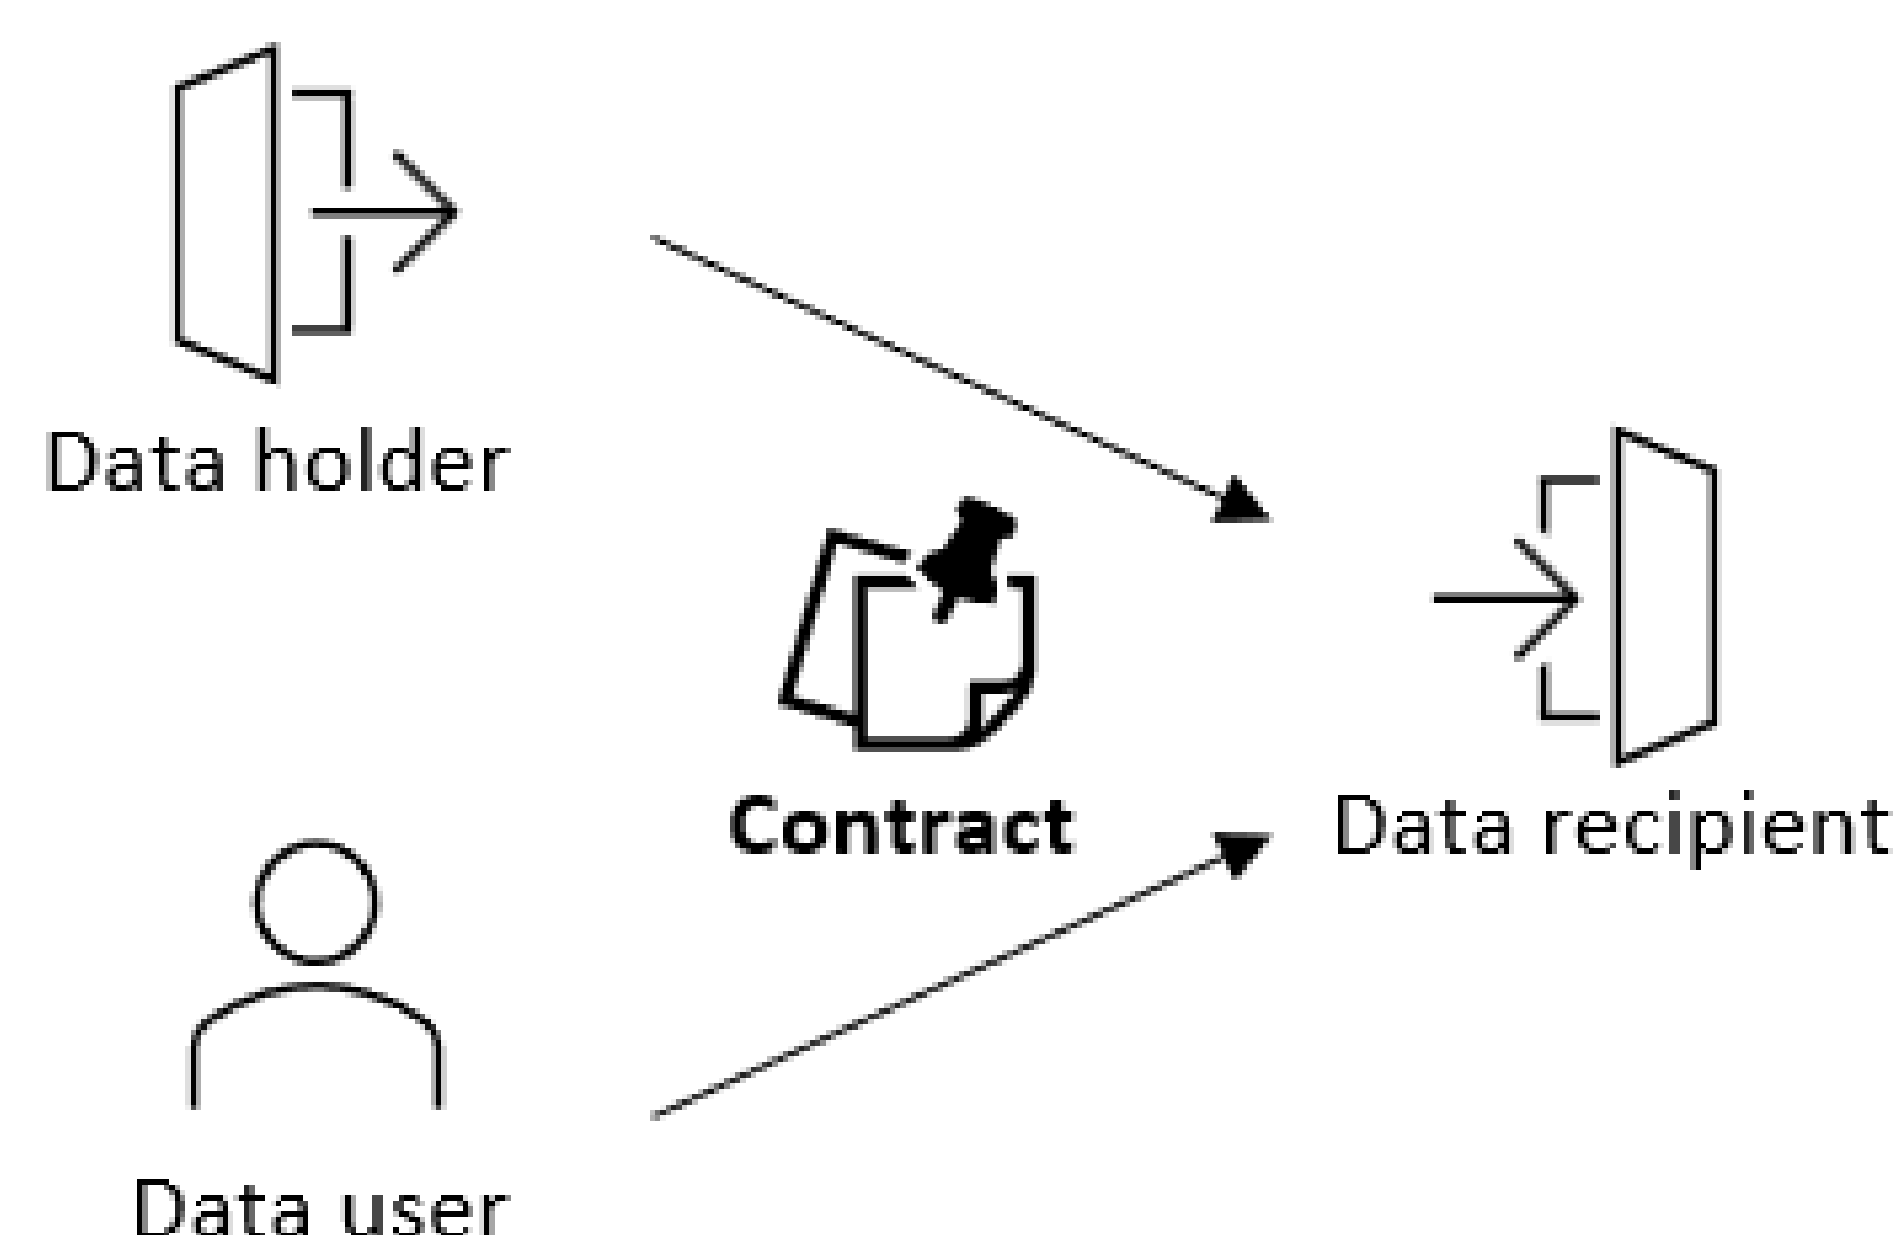 Data holder
Contract
Data recipient
Data user